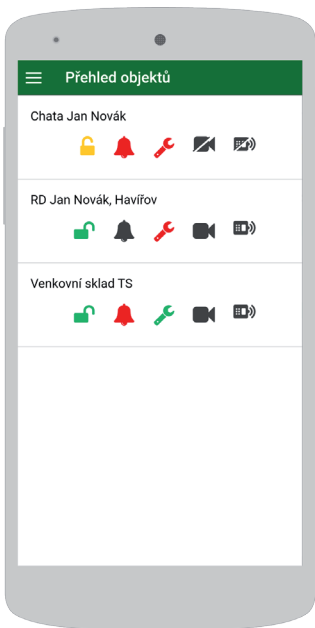 Přehled objektů
Chata Jan Novák
RD Jan Novák, Havířov
Venkovní sklad TS